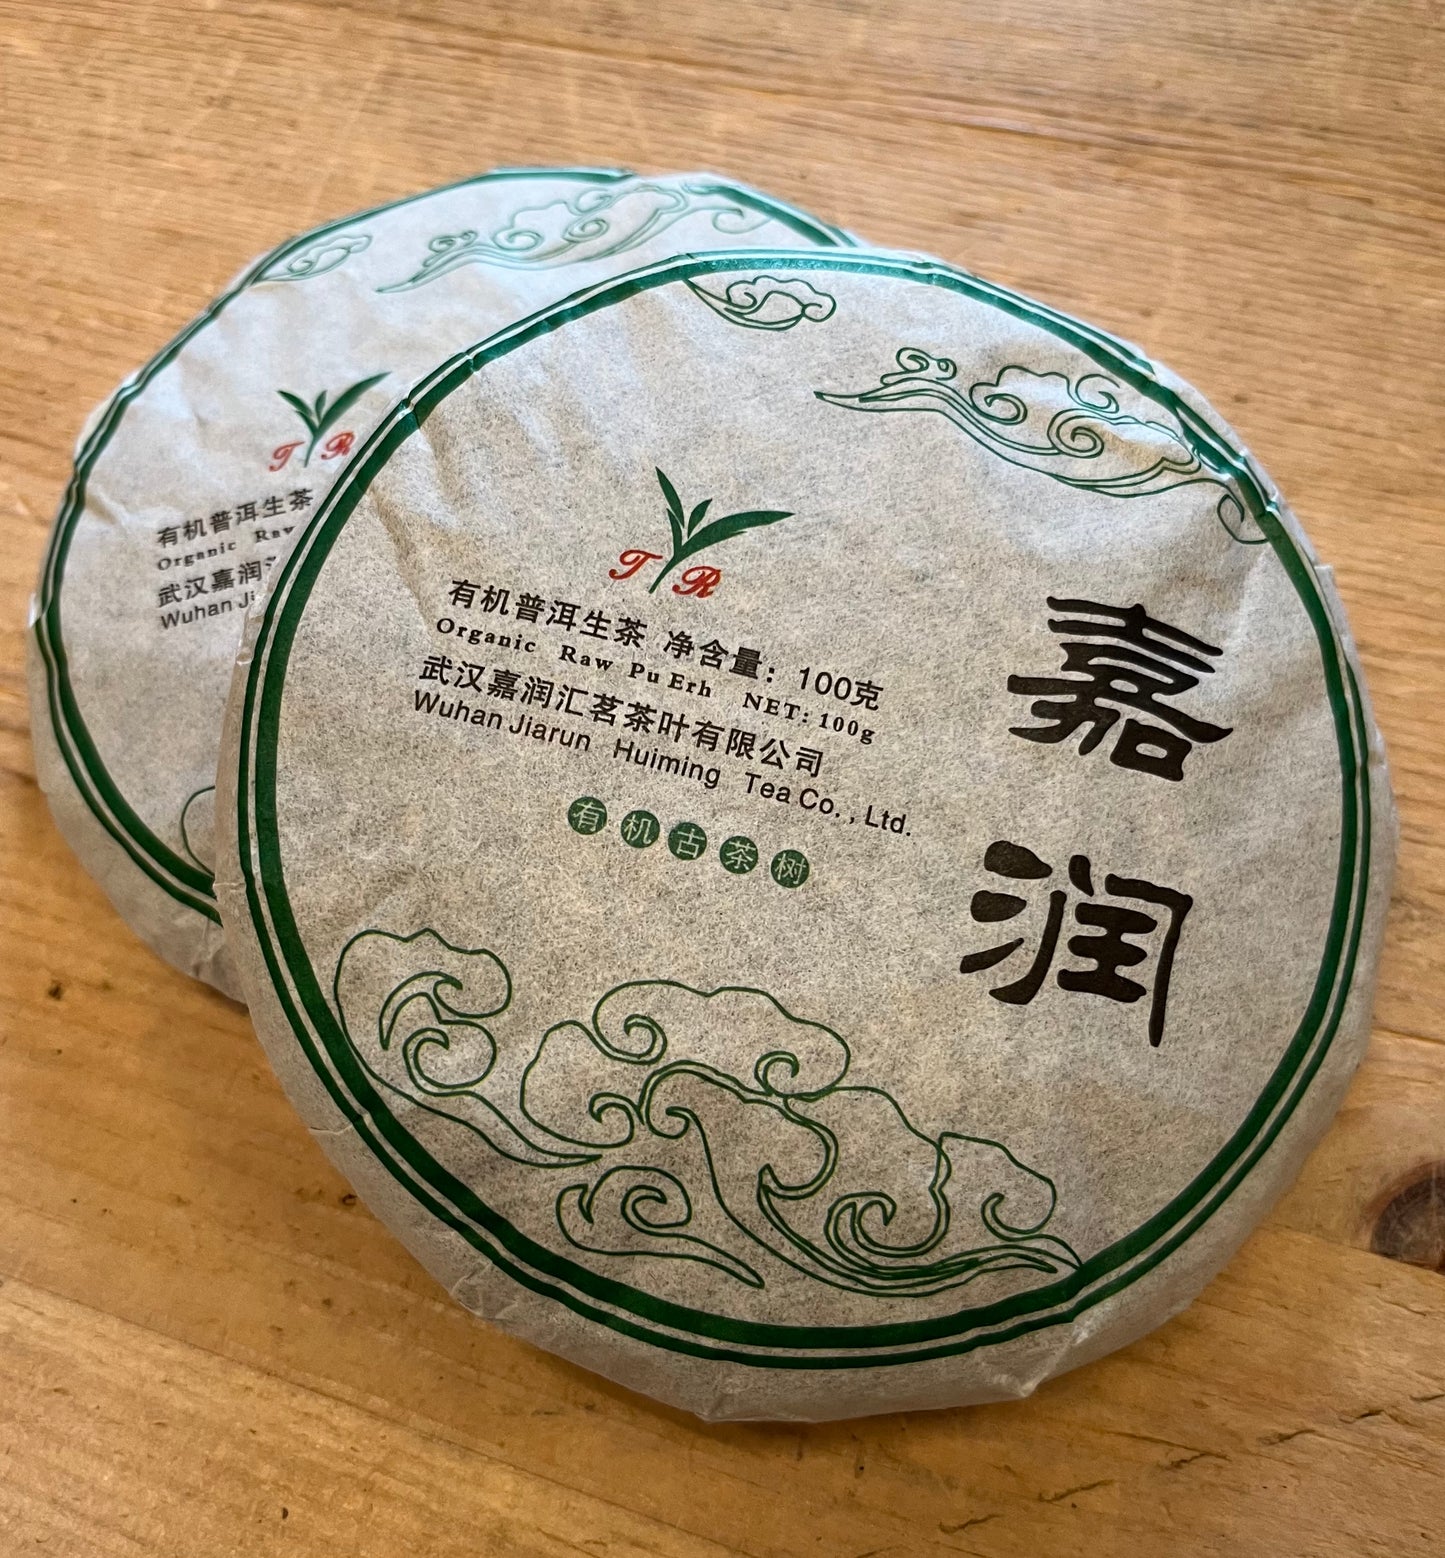 T R
有机普洱生茶
Organic Raw
武汉嘉润
Wuhan Ji
T R
有机普洱生茶 净含量: 100克
Organic Raw Pu Erh NET: 100g
武汉嘉润汇茗茶叶有限公司
Wuhan Jiarun Huiming Tea Co., Ltd.
有机古茶树
嘉润